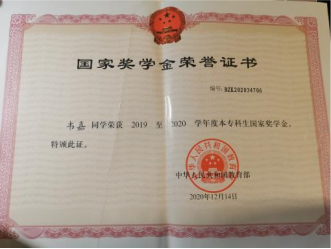 国家奖学金荣誉证书
编号:BZK202034786
韦嘉 同学荣获 2019 至 2020 学年度本专科生国家奖学金。
特颁此证。
中华人民共和国教育部
2020年12月14日